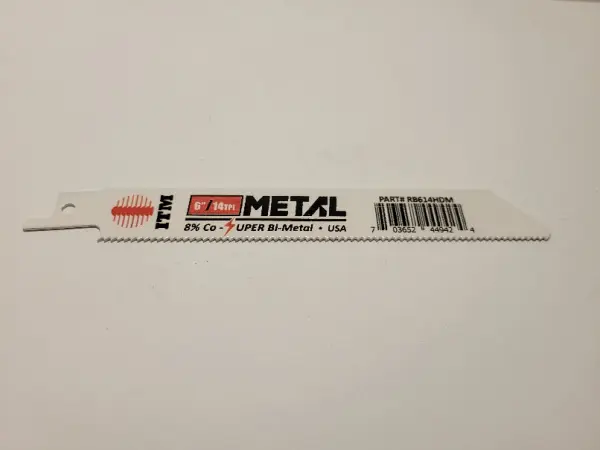 ITM
6"/14TPI METAL
8% Co - SUPER Bi-Metal • USA
PART# RB614HDM
7 03652 44942 4